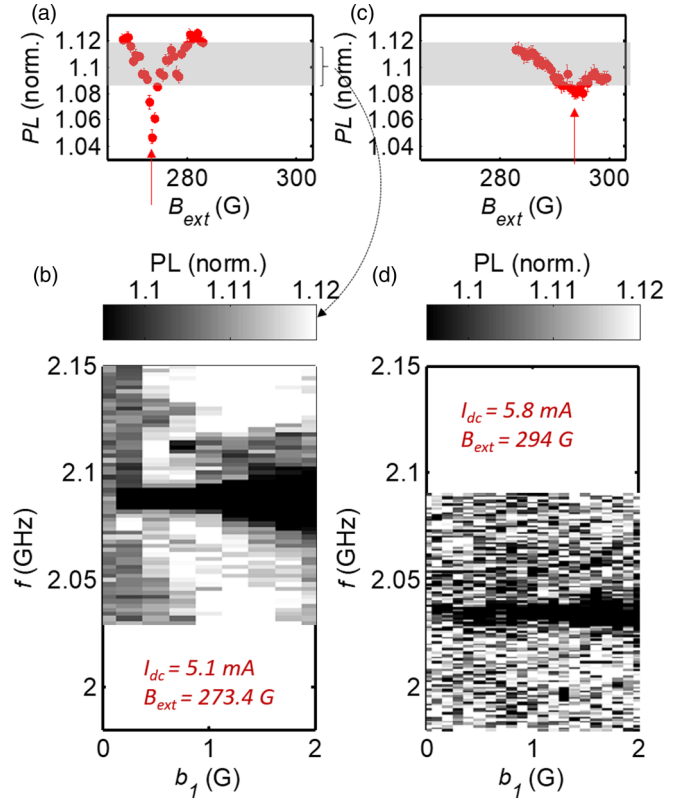 (a)
PL (norm.)
1.12
1.1
1.08
1.06
1.04
280
300
B_ext (G)
(c)
PL (norm.)
1.12
1.1
1.08
1.06
1.04
280
300
B_ext (G)
(b)
PL (norm.)
1.1
1.11
1.12
f (GHz)
2.15
2.1
2.05
2
I_dc = 5.1 mA
B_ext = 273.4 G
0
1
2
b_1 (G)
(d)
PL (norm.)
1.1
1.11
1.12
f (GHz)
2.15
2.1
2.05
2
I_dc = 5.8 mA
B_ext = 294 G
0
1
2
b_1 (G)